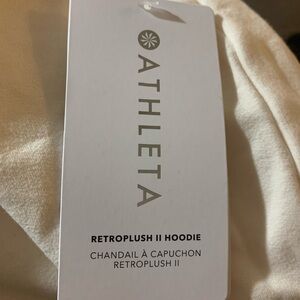 ATHLETA
RETROPLUSH II HOODIE
CHANDAIL À CAPUCHON
RETROPLUSH II